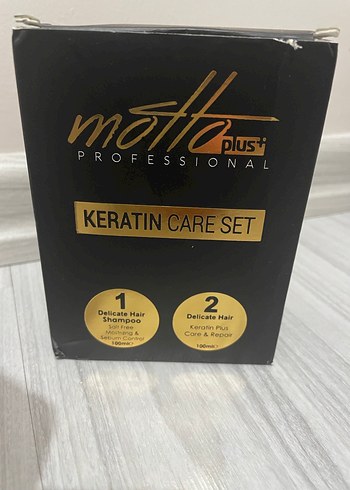 motto plus+
PROFESSIONAL
KERATIN CARE SET
1
Delicate Hair
Shampoo
Salt Free
Morining &
Sebum Control
100ml℮
2
Delicate Hair
Keratin Plus
Care & Repair
100ml℮